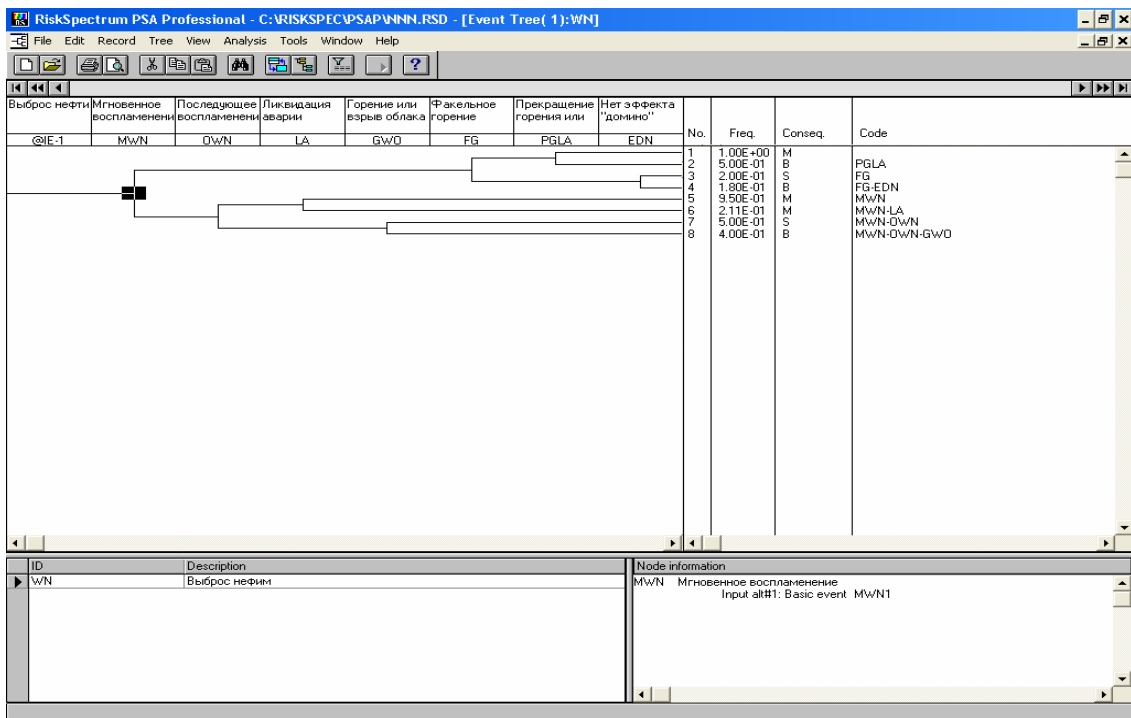 RiskSpectrum PSA Professional - C:\RISKSPEC\PSAP\NNN.RSD - [Event Tree( 1):WN]
File Edit Record Tree View Analysis Tools Window Help
Выброс нефти Мгновенное Последующее Ликвидация Горение или Факельное Прекращение Нет эффекта
воспламенени воспламенени аварии взрыв облака горение горения или "домино"
No. Freq. Conseq. Code
@IE-1 MWN OWN LA GWO FG PGLA EDN
1 1.00E+00 M
2 5.00E-01 B PGLA
3 2.00E-01 S FG
4 1.80E-01 B FG-EDN
5 9.50E-01 M MWN
6 2.11E-01 M MWN-LA
7 5.00E-01 S MWN-OWN
8 4.00E-01 B MWN-OWN-GWO
ID Description
WN Выброс нефим
Node information
MWN Мгновенное воспламенение
Input alt#1: Basic event MWN1